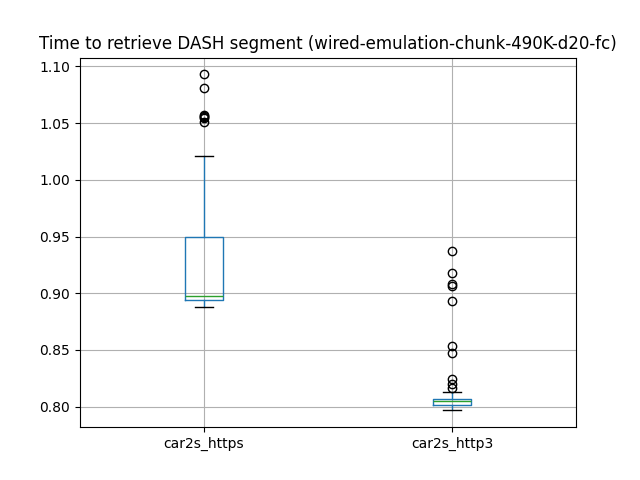 Time to retrieve DASH segment (wired-emulation-chunk-490K-d20-fc)
1.10
1.05
1.00
0.95
0.90
0.85
0.80
car2s_https
car2s_http3